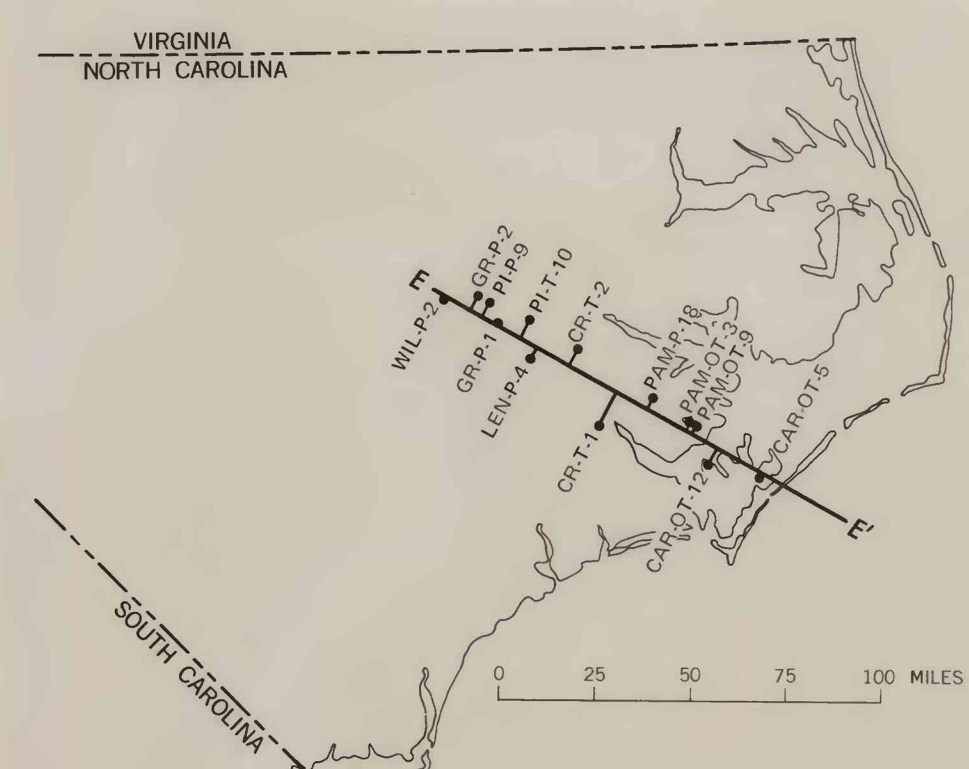 VIRGINIA
NORTH CAROLINA
E
WIL-P-2
GR-P-2
PI-P-9
GR-P-1
PI-T-10
LEN-P-4
CR-T-2
CR-T-1
PAM-P-18
PAM-OT-3
PAM-OT-9
CAR-OT-12
CAR-OT-5
E'
SOUTH CAROLINA
0 25 50 75 100 MILES